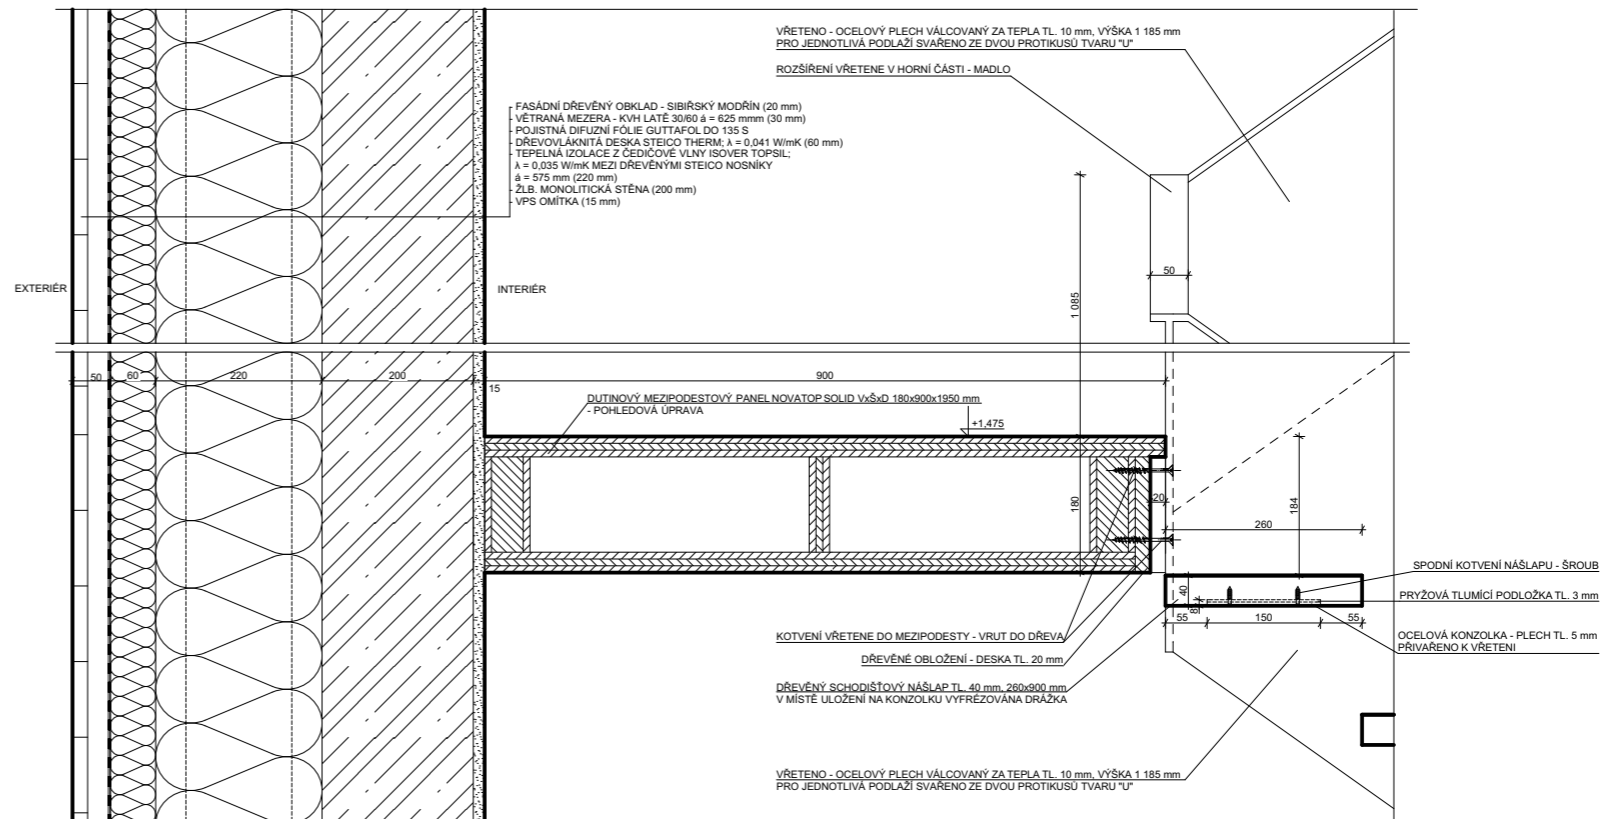 VŘETENO - OCELOVÝ PLECH VÁLCOVANÝ ZA TEPLA TL. 10 mm, VÝŠKA 1 185 mm
PRO JEDNOTLIVÁ PODLAŽÍ SVAŘENO ZE DVOU PROTIKUSŮ TVARU "U"
ROZŠÍŘENÍ VŘETENE V HORNÍ ČÁSTI - MADLO
FASÁDNÍ DŘEVĚNÝ OBKLAD - SIBIŘSKÝ MODŘÍN (20 mm)
VĚTRANÁ MEZERA - KVH LATĚ 30/60 á = 625 mmm (30 mm)
POJISTNÁ DIFUZNÍ FÓLIE GUTTAFOL DO 135 S
DŘEVOVLÁKNITÁ DESKA STEICO THERM; λ = 0,041 W/mK (60 mm)
TEPELNÁ IZOLACE Z ČEDIČOVÉ VLNY ISOVER TOPSIL;
λ = 0,035 W/mK MEZI DŘEVĚNÝMI STEICO NOSNÍKY
á = 575 mm (220 mm)
ŽLB. MONOLITICKÁ STĚNA (200 mm)
VPS OMÍTKA (15 mm)
EXTERIÉR
INTERIÉR
50
1 085
50
60
220
200
15
900
DUTINOVÝ MEZIPODESTOVÝ PANEL NOVATOP SOLID VxŠxD 180x900x1950 mm
- POHLEDOVÁ ÚPRAVA
+1,475
180
20
184
260
40
8
55
150
55
SPODNÍ KOTVENÍ NÁŠLAPU - ŠROUB
PRYŽOVÁ TLUMÍCÍ PODLOŽKA TL. 3 mm
OCELOVÁ KONZOLKA - PLECH TL. 5 mm
PŘIVAŘENO K VŘETENI
KOTVENÍ VŘETENE DO MEZIPODESTY - VRUT DO DŘEVA
DŘEVĚNÉ OBLOŽENÍ - DESKA TL. 20 mm
DŘEVĚNÝ SCHODIŠŤOVÝ NÁŠLAP TL. 40 mm, 260x900 mm
V MÍSTĚ ULOŽENÍ NA KONZOLKU VYFRÉZOVÁNA DRÁŽKA
VŘETENO - OCELOVÝ PLECH VÁLCOVANÝ ZA TEPLA TL. 10 mm, VÝŠKA 1 185 mm
PRO JEDNOTLIVÁ PODLAŽÍ SVAŘENO ZE DVOU PROTIKUSŮ TVARU "U"